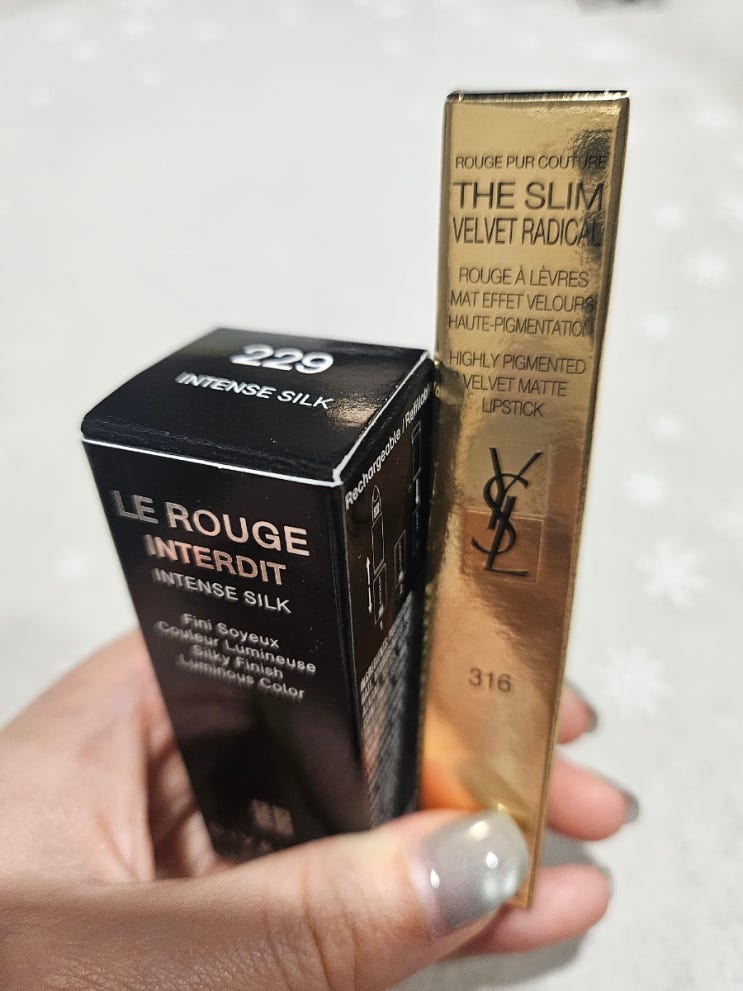 229
INTENSE SILK
LE ROUGE
INTERDIT
INTENSE SILK
Fini Soyeux
Couleur Lumineuse
Silky Finish
Luminous Color
Rechargeable /
ROUGE PUR COUTURE
THE SLIM
VELVET RADICAL
ROUGE À LÈVRES
MAT EFFET VELOURS
HAUTE-PIGMENTATION
HIGHLY PIGMENTED
VELVET MATTE
LIPSTICK
YSL
316